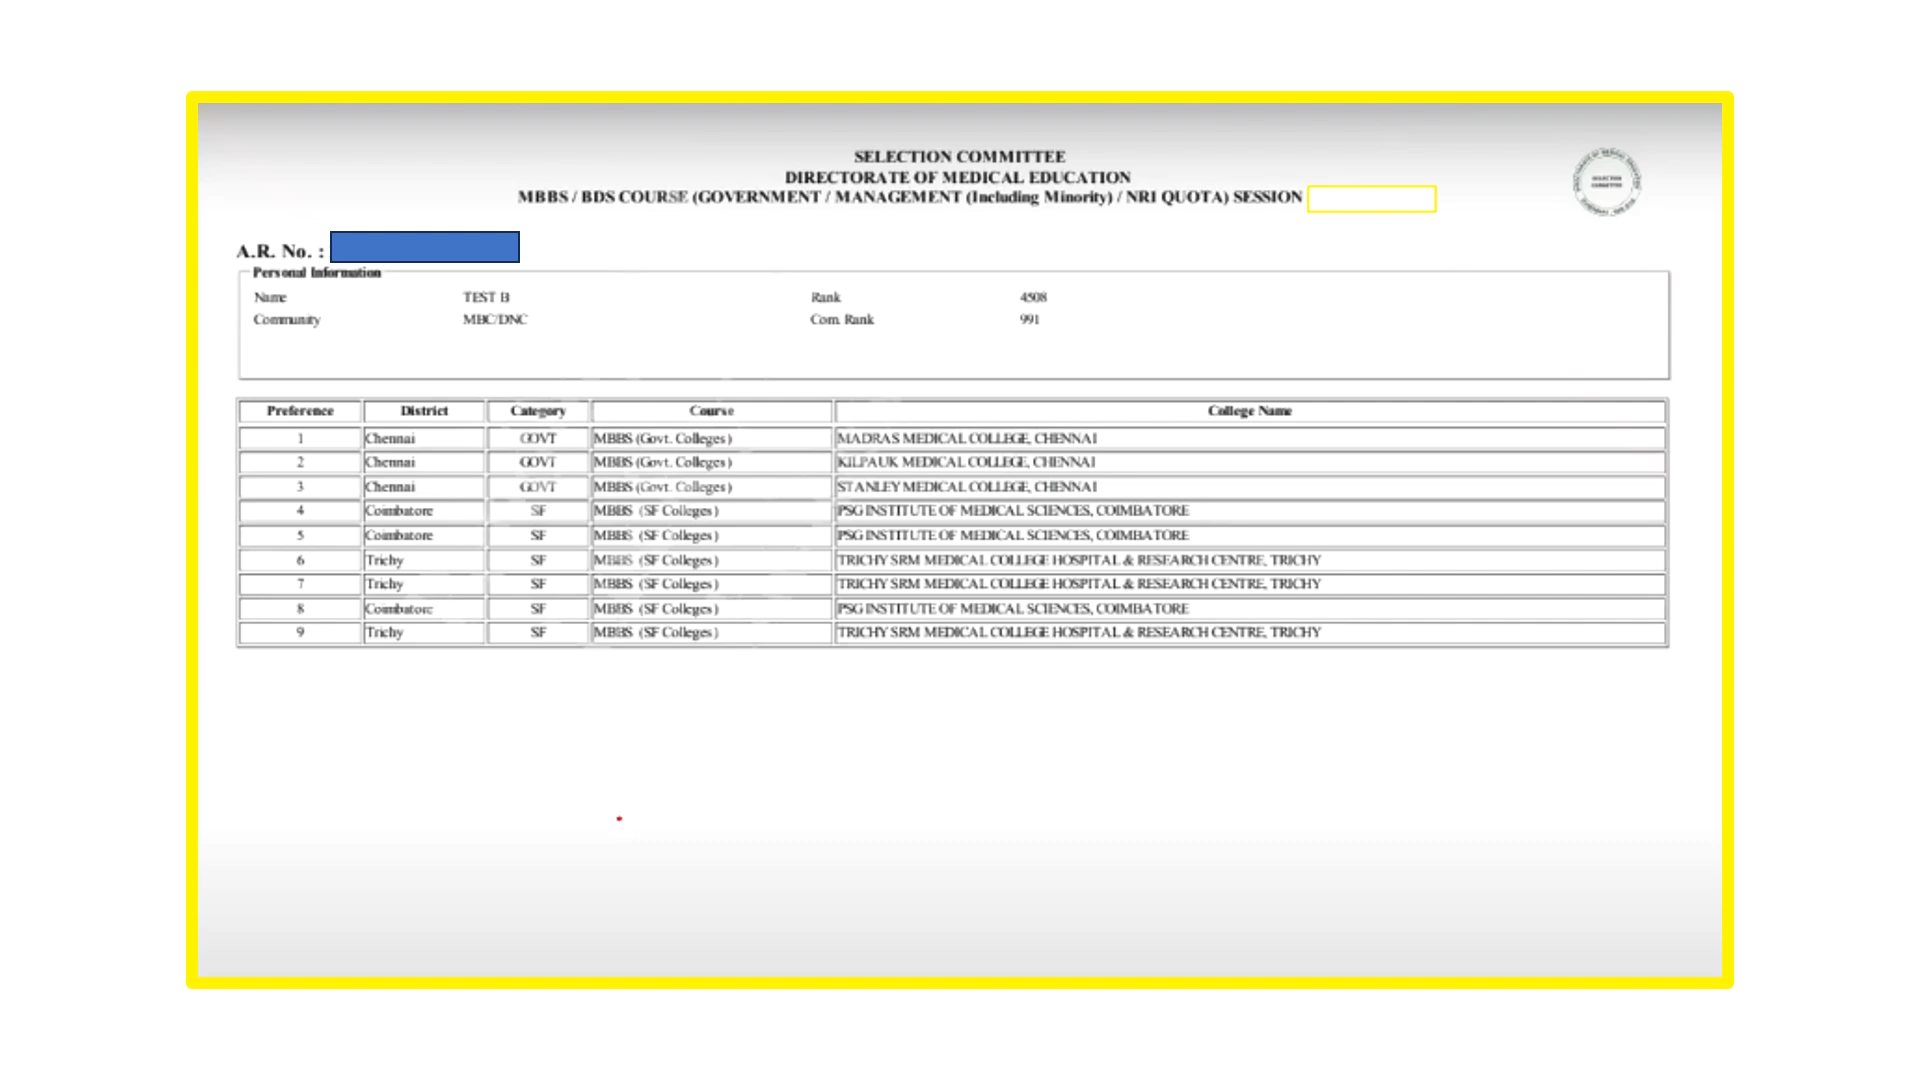 SELECTION COMMITTEE
DIRECTORATE OF MEDICAL EDUCATION
MBBS / BDS COURSE (GOVERNMENT / MANAGEMENT (Including Minority) / NRI QUOTA) SESSION
SELECTION
COMMITTEE
A.R. No. :
Personal Information
Name TEST B Rank 4508
Community MBC/DNC Com. Rank 991
Preference District Category Course College Name
1 Chennai GOVT MBBS (Govt. Colleges) MADRAS MEDICAL COLLEGE, CHENNAI
2 Chennai GOVT MBBS (Govt. Colleges) KILPAUK MEDICAL COLLEGE, CHENNAI
3 Chennai GOVT MBBS (Govt. Colleges) STANLEY MEDICAL COLLEGE, CHENNAI
4 Coimbatore SF MBBS (SF Colleges) PSG INSTITUTE OF MEDICAL SCIENCES, COIMBATORE
5 Coimbatore SF MBBS (SF Colleges) PSG INSTITUTE OF MEDICAL SCIENCES, COIMBATORE
6 Trichy SF MBBS (SF Colleges) TRICHY SRM MEDICAL COLLEGE HOSPITAL & RESEARCH CENTRE, TRICHY
7 Trichy SF MBBS (SF Colleges) TRICHY SRM MEDICAL COLLEGE HOSPITAL & RESEARCH CENTRE, TRICHY
8 Coimbatore SF MBBS (SF Colleges) PSG INSTITUTE OF MEDICAL SCIENCES, COIMBATORE
9 Trichy SF MBBS (SF Colleges) TRICHY SRM MEDICAL COLLEGE HOSPITAL & RESEARCH CENTRE, TRICHY